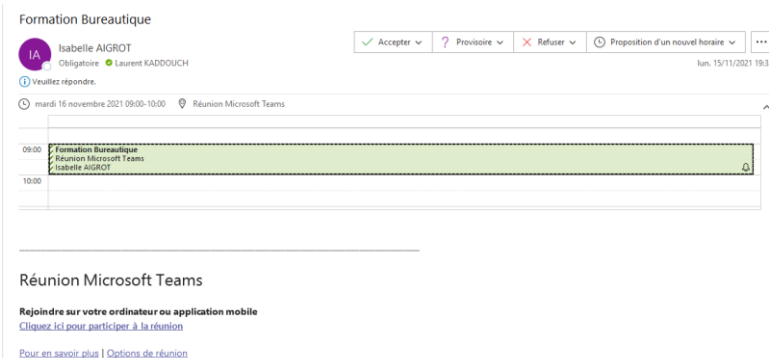 Formation Bureautique
IA
Isabelle AIGROT
Obligatoire Laurent KADDOUCH
Accepter Provisoire Refuser Proposition d'un nouvel horaire ...
lun. 15/11/2021 19:3
Veuillez répondre.
mardi 16 novembre 2021 09:00-10:00 Réunion Microsoft Teams
09:00 Formation Bureautique
Réunion Microsoft Teams
Isabelle AIGROT
10:00
Réunion Microsoft Teams
Rejoindre sur votre ordinateur ou application mobile
Cliquez ici pour participer à la réunion
Pour en savoir plus | Options de réunion